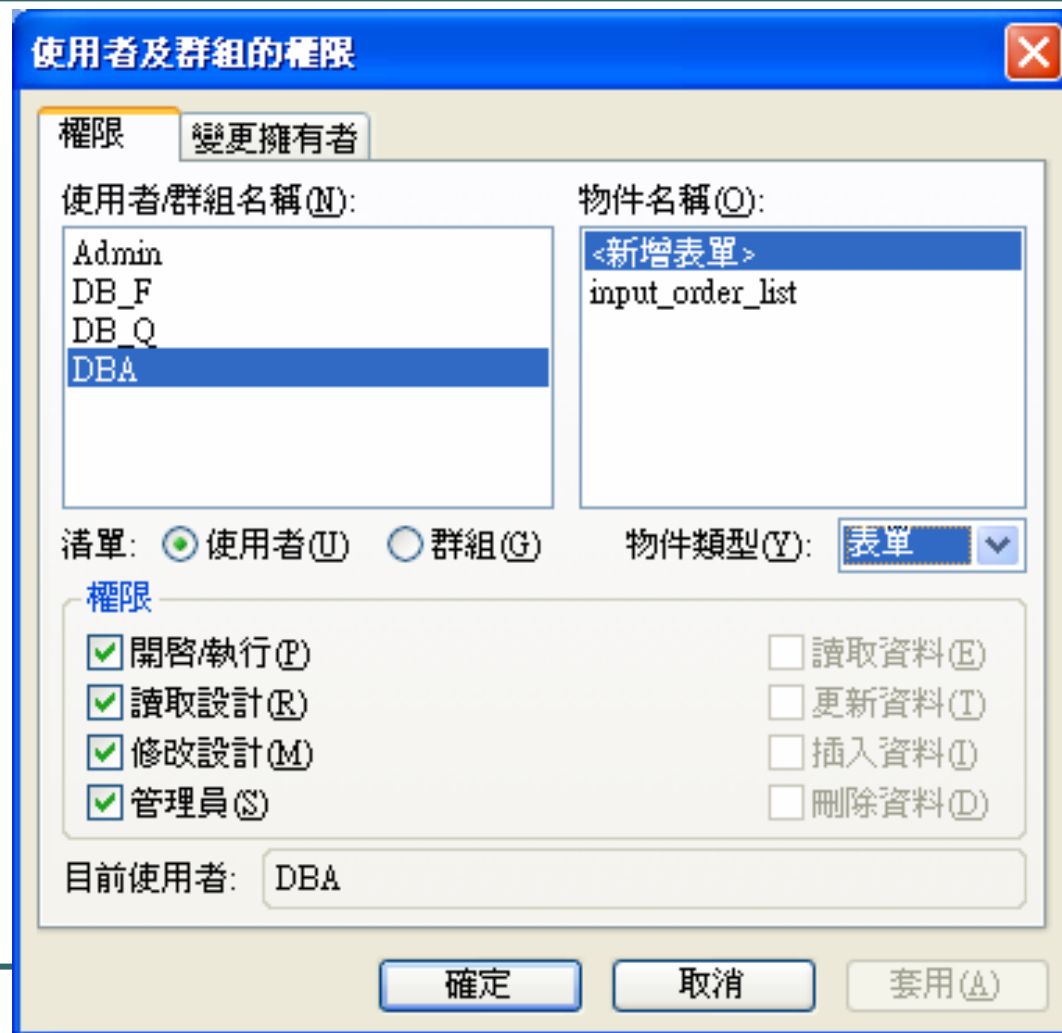 使用者及群組的權限
權限 變更擁有者
使用者/群組名稱(N): 物件名稱(O):
Admin
DB_F
DB_Q
DBA
<新增表單>
input_order_list
清單: 使用者(U) 群組(G) 物件類型(Y): 表單
權限
開啓/執行(P) 讀取資料(E)
讀取設計(R) 更新資料(T)
修改設計(M) 插入資料(I)
管理員(S) 刪除資料(D)
目前使用者: DBA
確定 取消 套用(A)